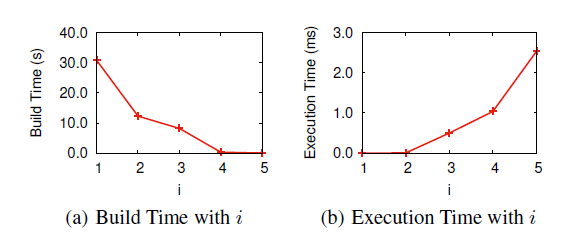 40.0
30.0
20.0
10.0
0.0
Build Time (s)
1 2 3 4 5
i
(a) Build Time with i
3.0
2.0
1.0
0.0
Execution Time (ms)
1 2 3 4 5
i
(b) Execution Time with i